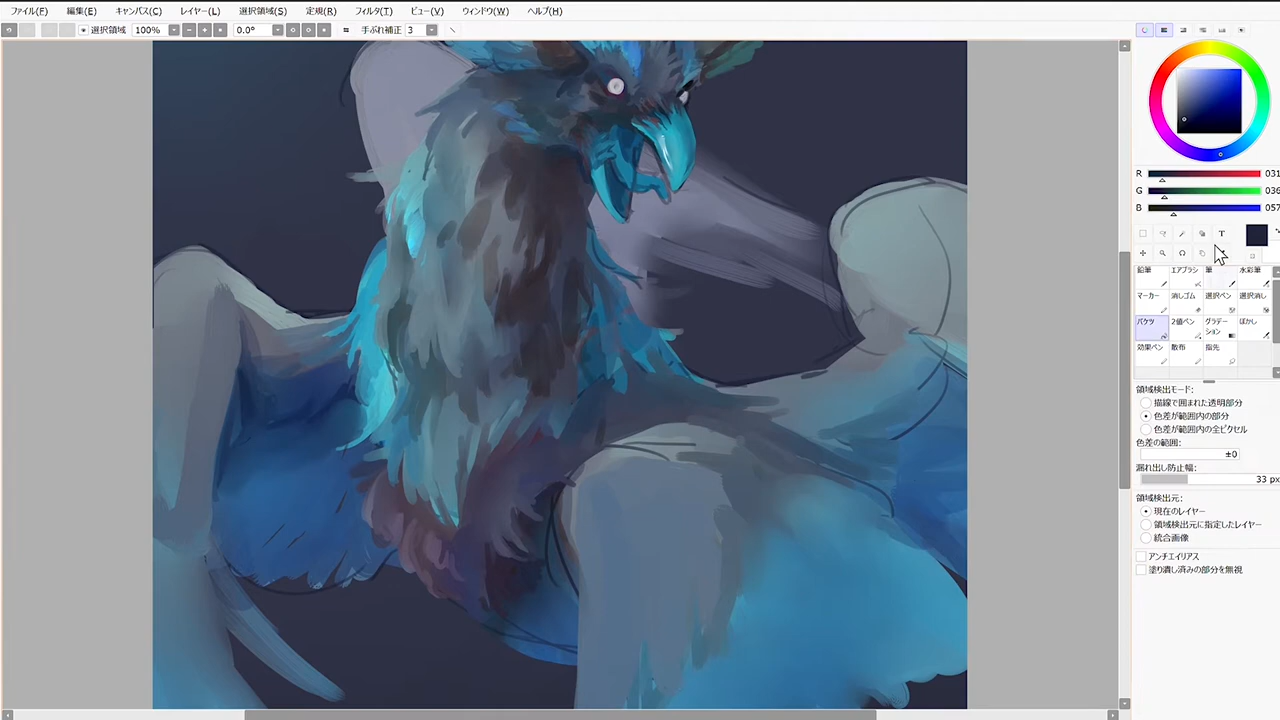 ファイル(F) 編集(E) キャンバス(C) レイヤー(L) 選択領域(S) 定規(R) フィルタ(T) ビュー(V) ウィンドウ(W) ヘルプ(H)
選択領域 100% 0.0° 手ぶれ補正 3
R 031
G 036
B 057
T
鉛筆 エアブラシ 筆 水彩筆
マーカー 消しゴム 選択ペン 選択消し
バケツ 2値ペン グラデーション ぼかし
効果ペン 散布 指先
領域検出モード:
描線で囲まれた透明部分
色差が範囲内の部分
色差が範囲内の全ピクセル
色差の範囲:
±0
漏れ出し防止幅:
33 px
領域検出元:
現在のレイヤー
領域検出元に指定したレイヤー
統合画像
アンチエイリアス
塗り潰し済みの部分を無視